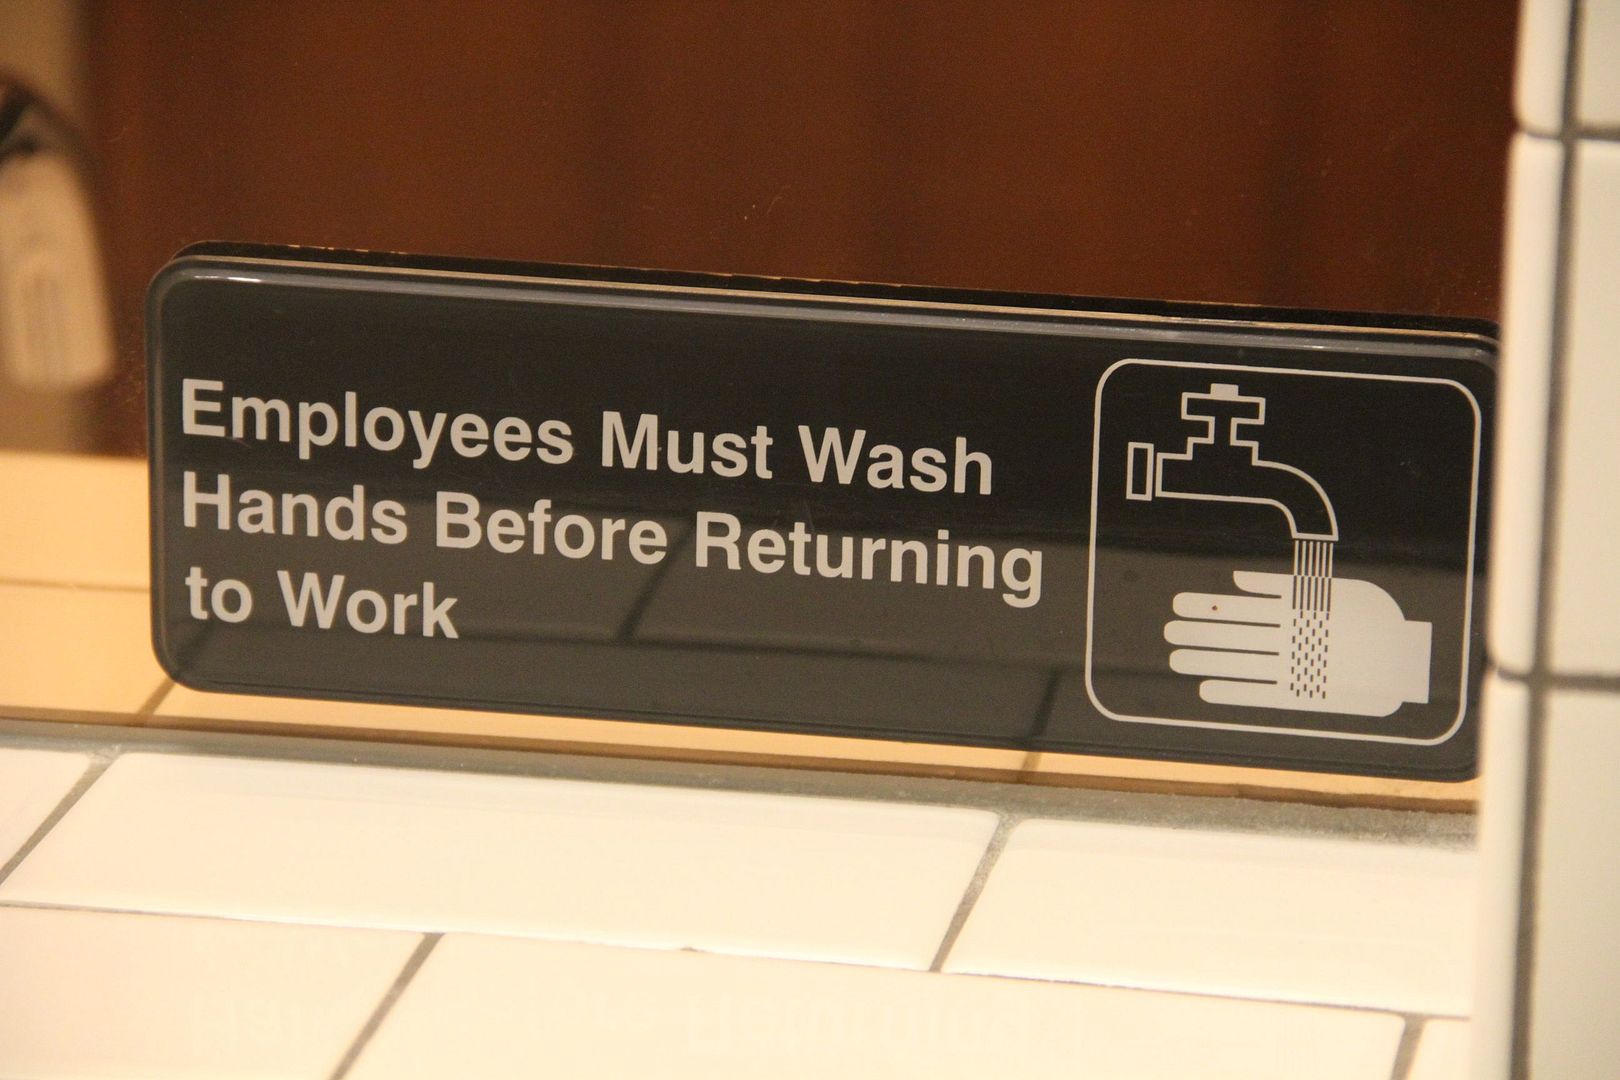 Employees Must Wash
Hands Before Returning
to Work